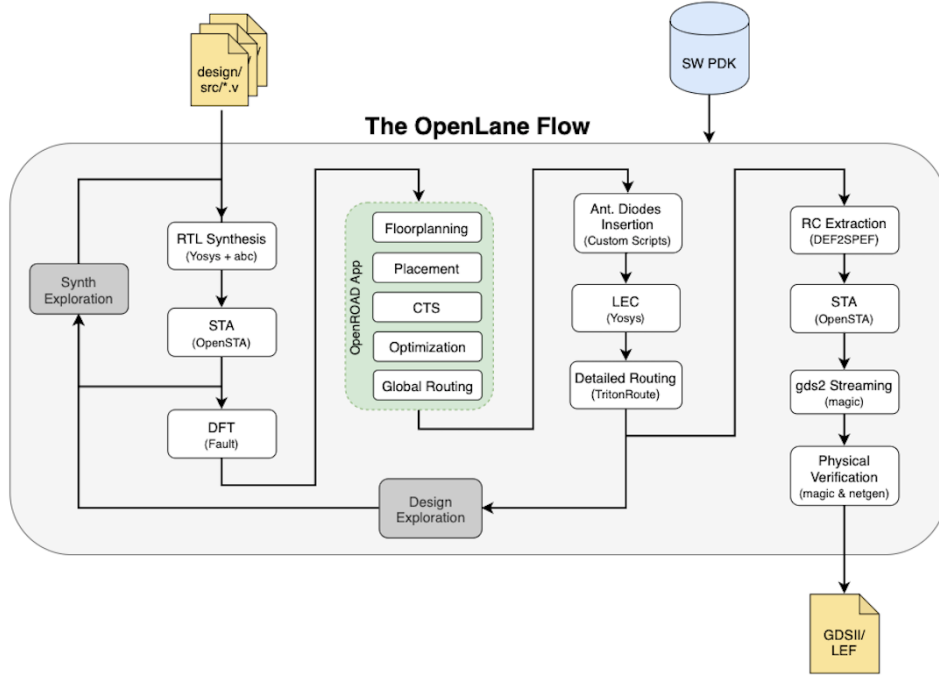 design/
src/*.v
SW PDK
The OpenLane Flow
RTL Synthesis
(Yosys + abc)
Synth
Exploration
STA
(OpenSTA)
DFT
(Fault)
OpenROAD App
Floorplanning
Placement
CTS
Optimization
Global Routing
Design
Exploration
Ant. Diodes
Insertion
(Custom Scripts)
LEC
(Yosys)
Detailed Routing
(TritonRoute)
RC Extraction
(DEF2SPEF)
STA
(OpenSTA)
gds2 Streaming
(magic)
Physical
Verification
(magic & netgen)
GDSII/
LEF